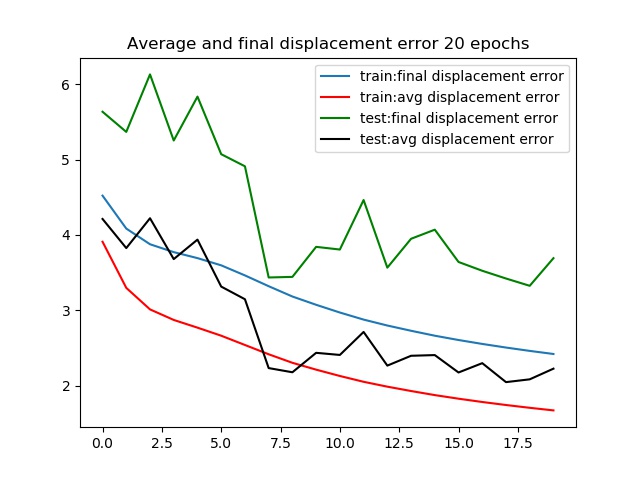 Average and final displacement error 20 epochs
train:final displacement error
train:avg displacement error
test:final displacement error
test:avg displacement error
6
5
4
3
2
0.0 2.5 5.0 7.5 10.0 12.5 15.0 17.5